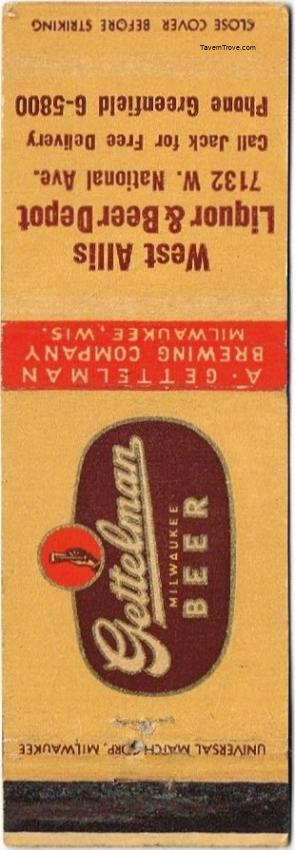 TavernTrove.com
CLOSE COVER BEFORE STRIKING
West Allis
Liquor & Beer Depot
7132 W. National Ave.
Call Jack for Free Delivery
Phone Greenfield 6-5800
A. GETTELMAN
BREWING COMPANY
MILWAUKEE, WIS.
Gettelman
MILWAUKEE
BEER
UNIVERSAL MATCH CORP., MILWAUKEE